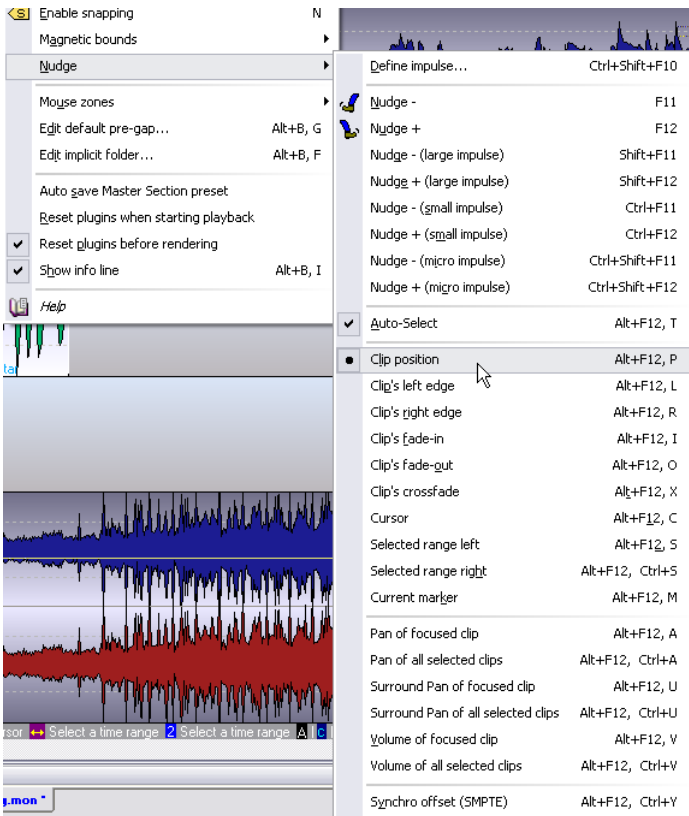 S Enable snapping N
Magnetic bounds
Nudge
Mouse zones
Edit default pre-gap... Alt+B, G
Edit implicit folder... Alt+B, F
Auto save Master Section preset
Reset plugins when starting playback
Reset plugins before rendering
Show info line Alt+B, I
Help
Define impulse... Ctrl+Shift+F10
Nudge - F11
Nudge + F12
Nudge - (large impulse) Shift+F11
Nudge + (large impulse) Shift+F12
Nudge - (small impulse) Ctrl+F11
Nudge + (small impulse) Ctrl+F12
Nudge - (micro impulse) Ctrl+Shift+F11
Nudge + (micro impulse) Ctrl+Shift+F12
Auto-Select Alt+F12, T
Clip position Alt+F12, P
Clip's left edge Alt+F12, L
Clip's right edge Alt+F12, R
Clip's fade-in Alt+F12, I
Clip's fade-out Alt+F12, O
Clip's crossfade Alt+F12, X
Cursor Alt+F12, C
Selected range left Alt+F12, S
Selected range right Alt+F12, Ctrl+S
Current marker Alt+F12, M
Pan of focused clip Alt+F12, A
Pan of all selected clips Alt+F12, Ctrl+A
Surround Pan of focused clip Alt+F12, U
Surround Pan of all selected clips Alt+F12, Ctrl+U
Volume of focused clip Alt+F12, V
Volume of all selected clips Alt+F12, Ctrl+V
Synchro offset (SMPTE) Alt+F12, Ctrl+Y
ta
rsor Select a time range 2 Select a time range A C
g.mon *